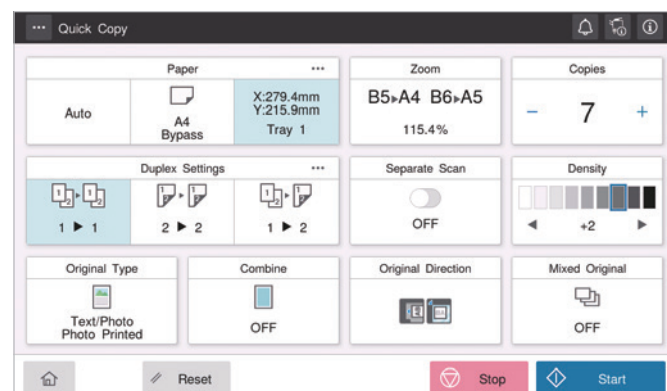 Quick Copy
Paper
Auto
A4
Bypass
X:279.4mm
Y:215.9mm
Tray 1
Zoom
B5▸A4 B6▸A5
115.4%
Copies
− 7 +
Duplex Settings
1 ▶ 1
2 ▶ 2
1 ▶ 2
Separate Scan
OFF
Density
+2
Original Type
Text/Photo
Photo Printed
Combine
OFF
Original Direction
Mixed Original
OFF
Reset
Stop
Start